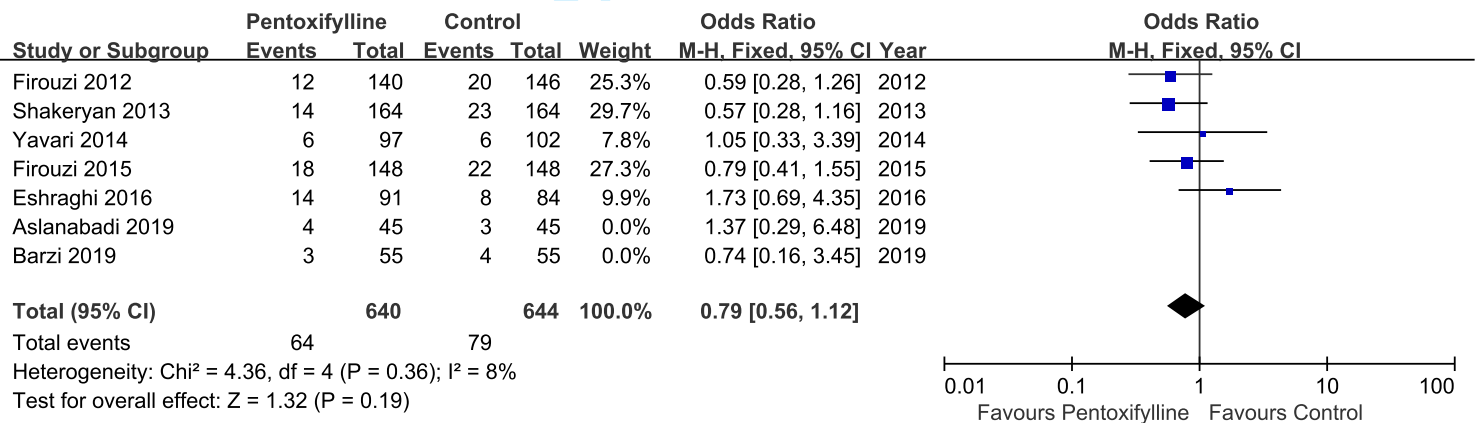 Pentoxifylline Control Odds Ratio Odds Ratio
Study or Subgroup Events Total Events Total Weight M-H, Fixed, 95% CI Year M-H, Fixed, 95% CI
Firouzi 2012 12 140 20 146 25.3% 0.59 [0.28, 1.26] 2012
Shakeryan 2013 14 164 23 164 29.7% 0.57 [0.28, 1.16] 2013
Yavari 2014 6 97 6 102 7.8% 1.05 [0.33, 3.39] 2014
Firouzi 2015 18 148 22 148 27.3% 0.79 [0.41, 1.55] 2015
Eshraghi 2016 14 91 8 84 9.9% 1.73 [0.69, 4.35] 2016
Aslanabadi 2019 4 45 3 45 0.0% 1.37 [0.29, 6.48] 2019
Barzi 2019 3 55 4 55 0.0% 0.74 [0.16, 3.45] 2019
Total (95% CI) 640 644 100.0% 0.79 [0.56, 1.12]
Total events 64 79
Heterogeneity: Chi² = 4.36, df = 4 (P = 0.36); I² = 8%
Test for overall effect: Z = 1.32 (P = 0.19)
0.01 0.1 1 10 100
Favours Pentoxifylline Favours Control